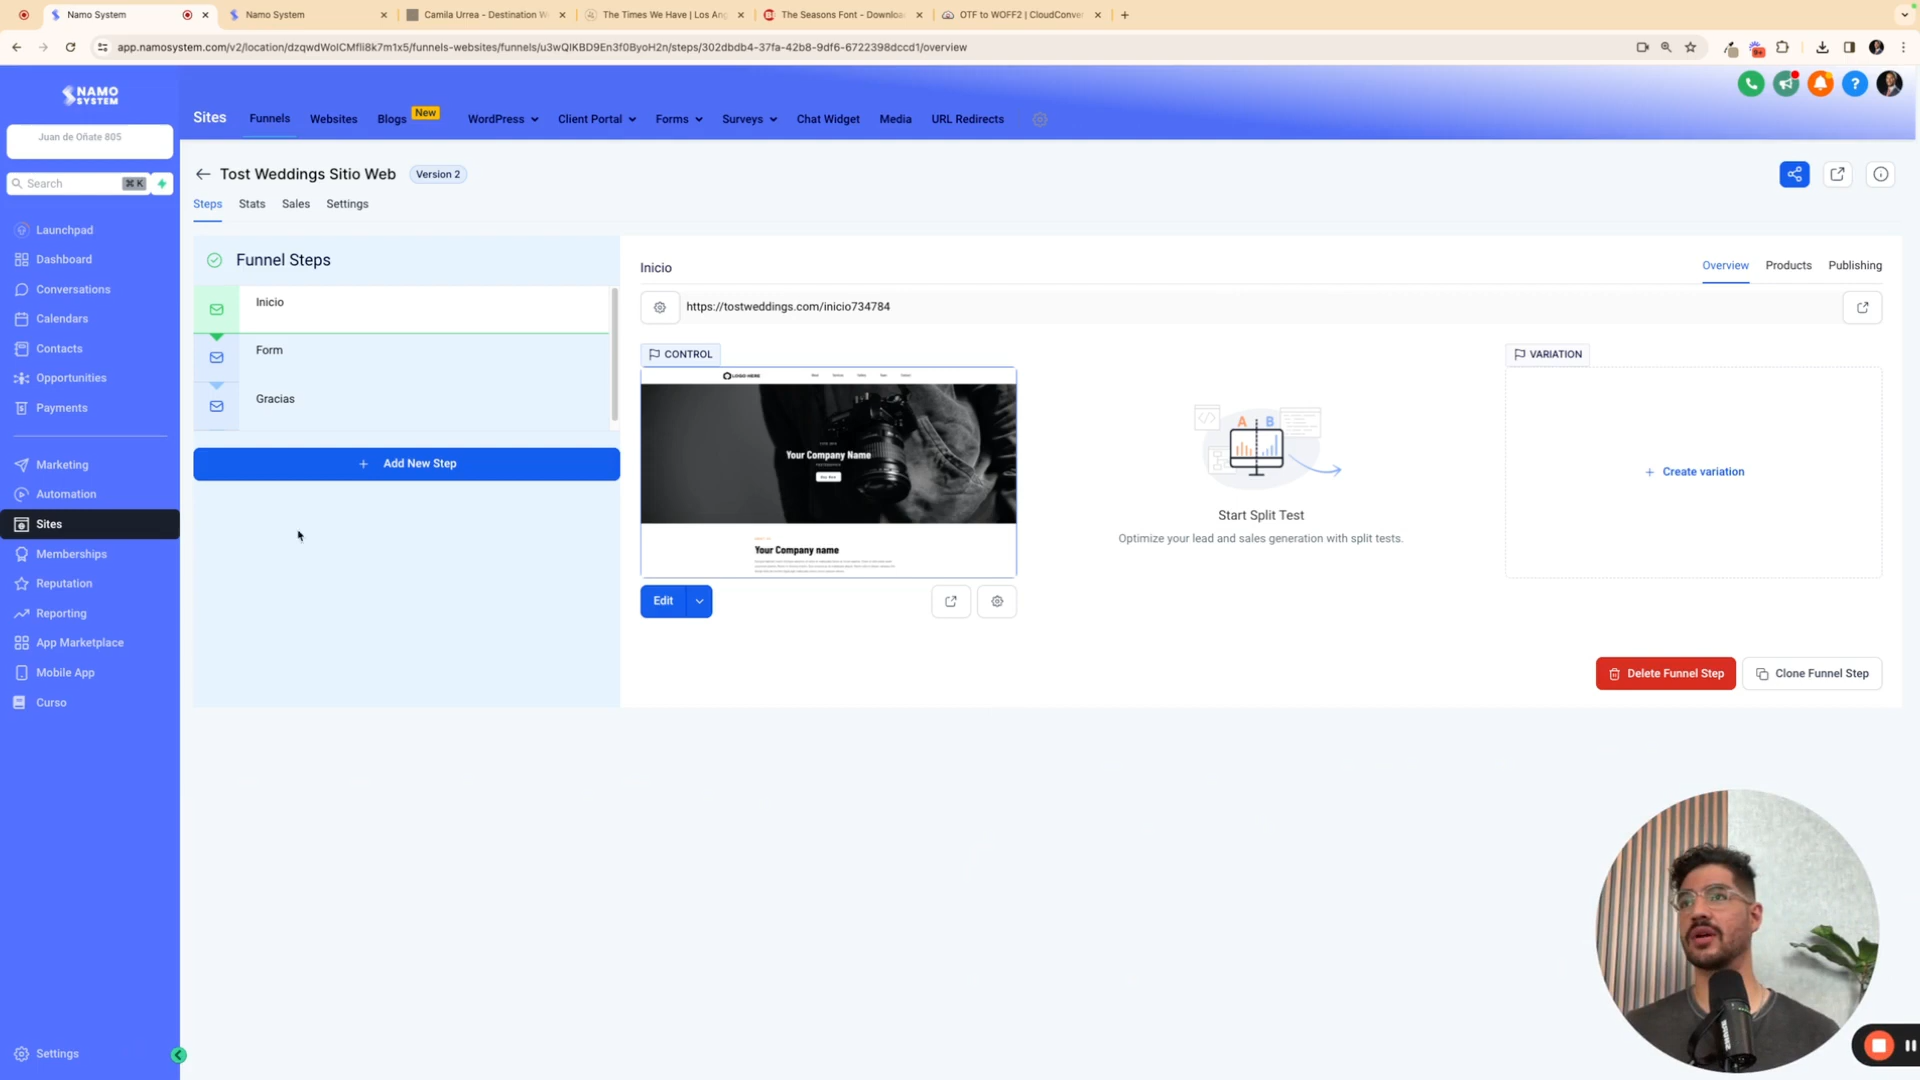 Namo System
Namo System
Camila Urrea - Destination W
The Times We Have | Los Ang
The Seasons Font - Downloa
OTF to WOFF2 | CloudConver
app.namosystem.com/v2/location/dzqwdWolCMfli8k7m1x5/funnels-websites/funnels/u3wQIKBD9En3f0ByoH2n/steps/302dbdb4-37fa-42b8-9df6-6722398dccd1/overview
9+
NAMO
SYSTEM
Juan de Oñate 805
Search
⌘ K
Launchpad
Dashboard
Conversations
Calendars
Contacts
Opportunities
Payments
Marketing
Automation
Sites
Memberships
Reputation
Reporting
App Marketplace
Mobile App
Curso
Settings
Sites
Funnels
Websites
Blogs
New
WordPress
Client Portal
Forms
Surveys
Chat Widget
Media
URL Redirects
Tost Weddings Sitio Web
Version 2
Steps
Stats
Sales
Settings
Funnel Steps
Inicio
Form
Gracias
+ Add New Step
Inicio
Overview
Products
Publishing
https://tostweddings.com/inicio734784
CONTROL
LOGO HERE
Your Company Name
Your Company name
Edit
A B
Start Split Test
Optimize your lead and sales generation with split tests.
VARIATION
+ Create variation
Delete Funnel Step
Clone Funnel Step